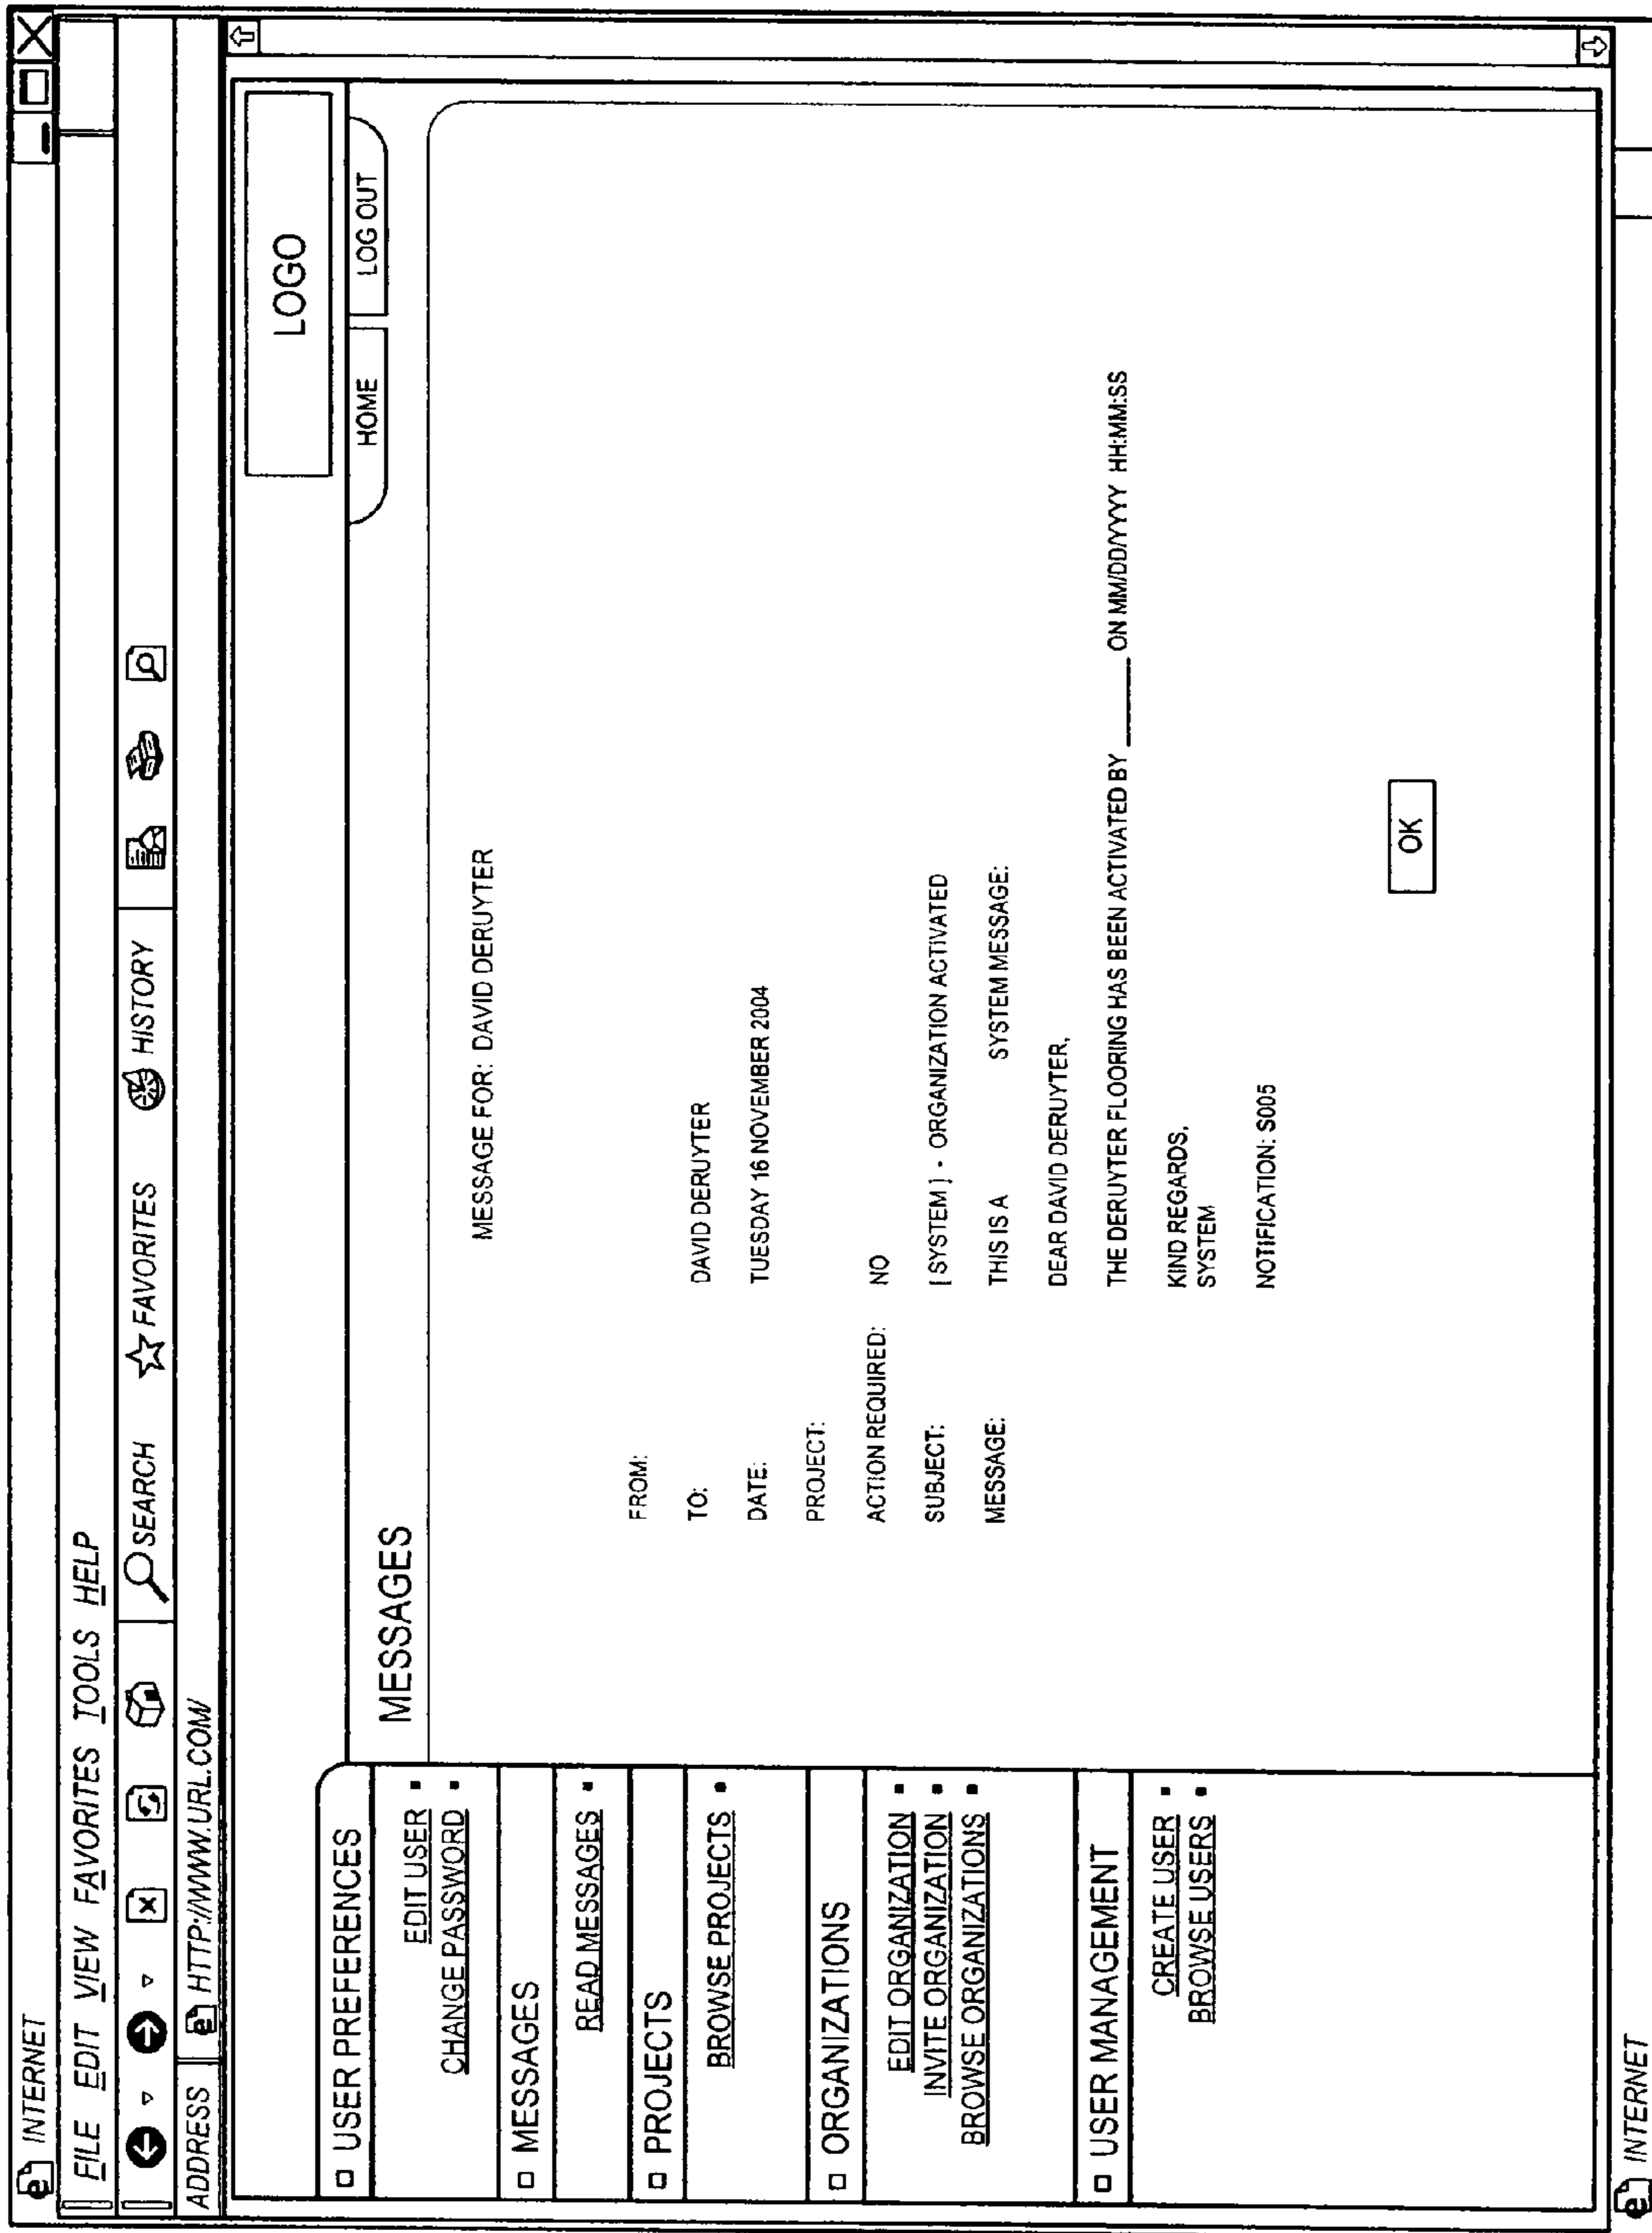 INTERNET
FILE EDIT VIEW FAVORITES TOOLS HELP
SEARCH FAVORITES HISTORY
ADDRESS HTTP://WWW.URL.COM/
LOGO
HOME LOG OUT
USER PREFERENCES
EDIT USER
CHANGE PASSWORD
MESSAGES
READ MESSAGES
PROJECTS
BROWSE PROJECTS
ORGANIZATIONS
EDIT ORGANIZATION
INVITE ORGANIZATION
BROWSE ORGANIZATIONS
USER MANAGEMENT
CREATE USER
BROWSE USERS
MESSAGES
MESSAGE FOR: DAVID DERUYTER
FROM:
TO: DAVID DERUYTER
DATE: TUESDAY 16 NOVEMBER 2004
PROJECT:
ACTION REQUIRED: NO
SUBJECT: [SYSTEM] - ORGANIZATION ACTIVATED
MESSAGE: THIS IS A SYSTEM MESSAGE:
DEAR DAVID DERUYTER,
THE DERUYTER FLOORING HAS BEEN ACTIVATED BY ______ ON MM/DD/YYYY HH:MM:SS
KIND REGARDS,
SYSTEM
NOTIFICATION: S005
OK
INTERNET